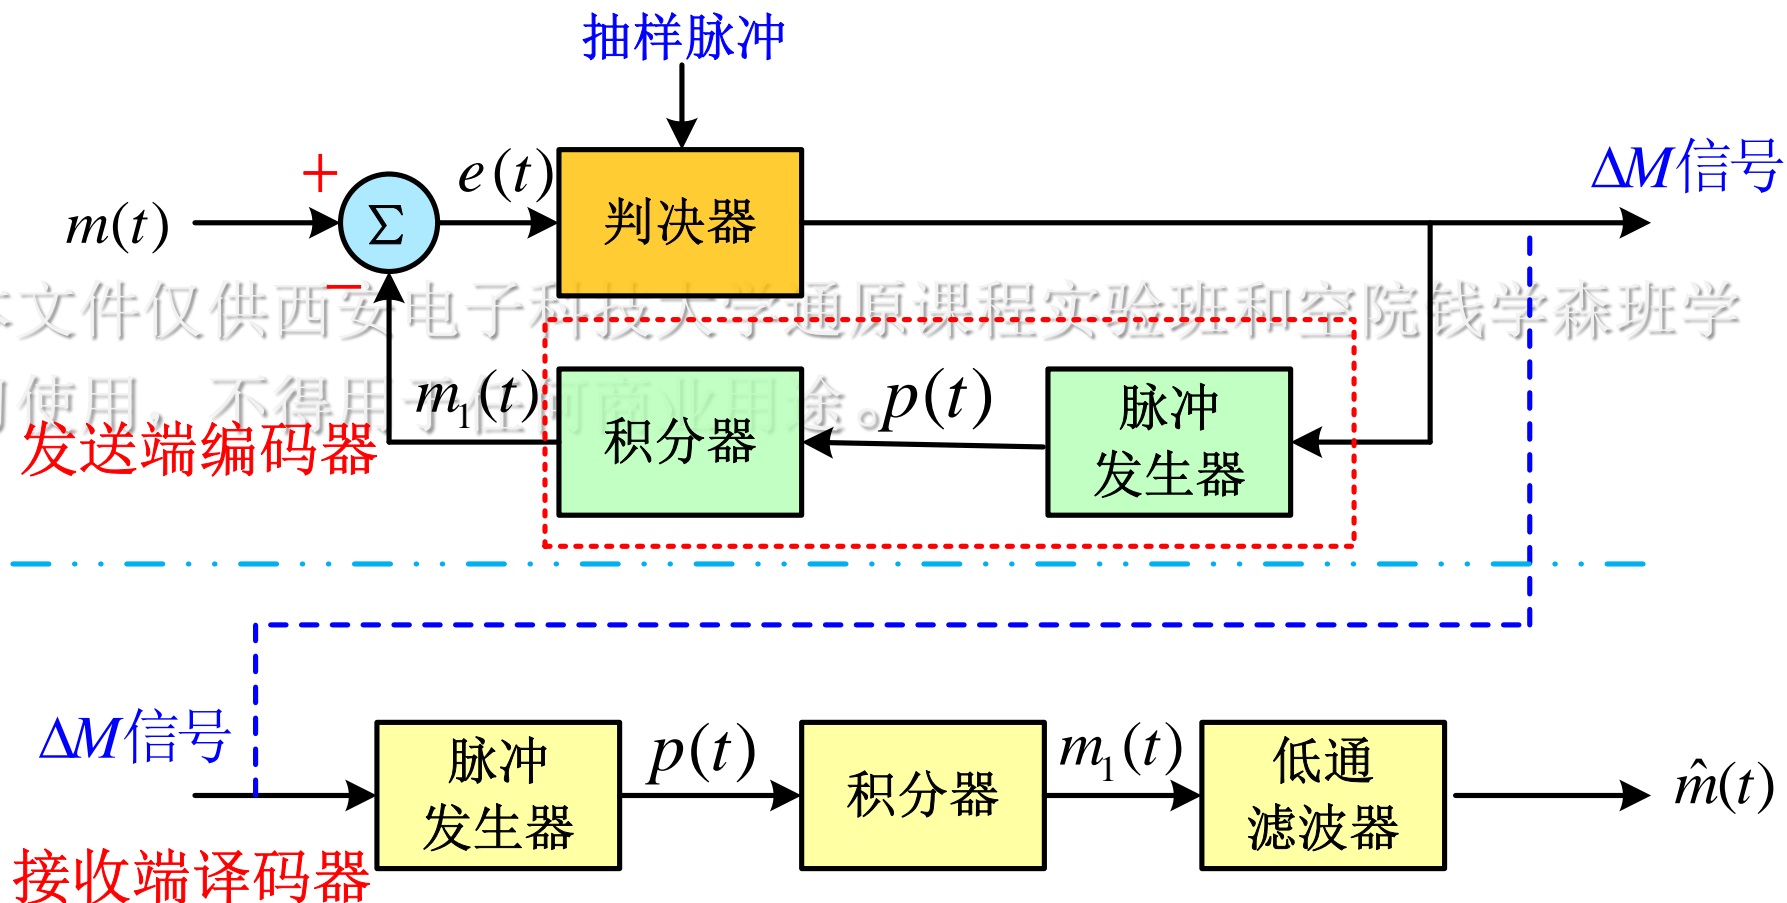 抽样脉冲
+
m(t)
Σ
e(t)
判决器
ΔM信号
−
本文件仅供西安电子科技大学通原课程实验班和空院钱学森班学
习使用，不得用于任何商业用途。
m₁(t)
积分器
p(t)
脉冲
发生器
发送端编码器
ΔM信号
脉冲
发生器
p(t)
积分器
m₁(t)
低通
滤波器
m̂(t)
接收端译码器